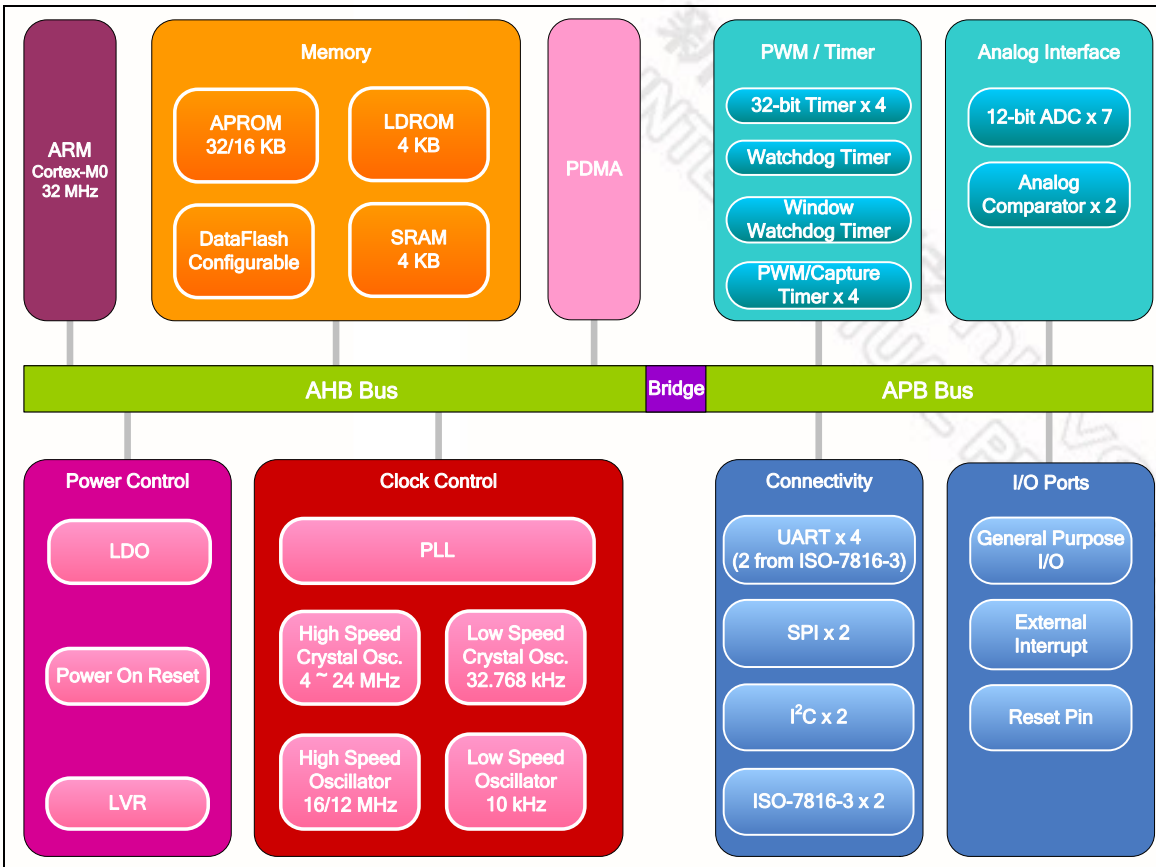 ARM
Cortex-M0
32 MHz
Memory
APROM
32/16 KB
LDROM
4 KB
DataFlash
Configurable
SRAM
4 KB
PDMA
PWM / Timer
32-bit Timer x 4
Watchdog Timer
Window
Watchdog Timer
PWM/Capture
Timer x 4
Analog Interface
12-bit ADC x 7
Analog
Comparator x 2
AHB Bus
Bridge
APB Bus
Power Control
LDO
Power On Reset
LVR
Clock Control
PLL
High Speed
Crystal Osc.
4 ~ 24 MHz
Low Speed
Crystal Osc.
32.768 kHz
High Speed
Oscillator
16/12 MHz
Low Speed
Oscillator
10 kHz
Connectivity
UART x 4
(2 from ISO-7816-3)
SPI x 2
I²C x 2
ISO-7816-3 x 2
I/O Ports
General Purpose
I/O
External
Interrupt
Reset Pin